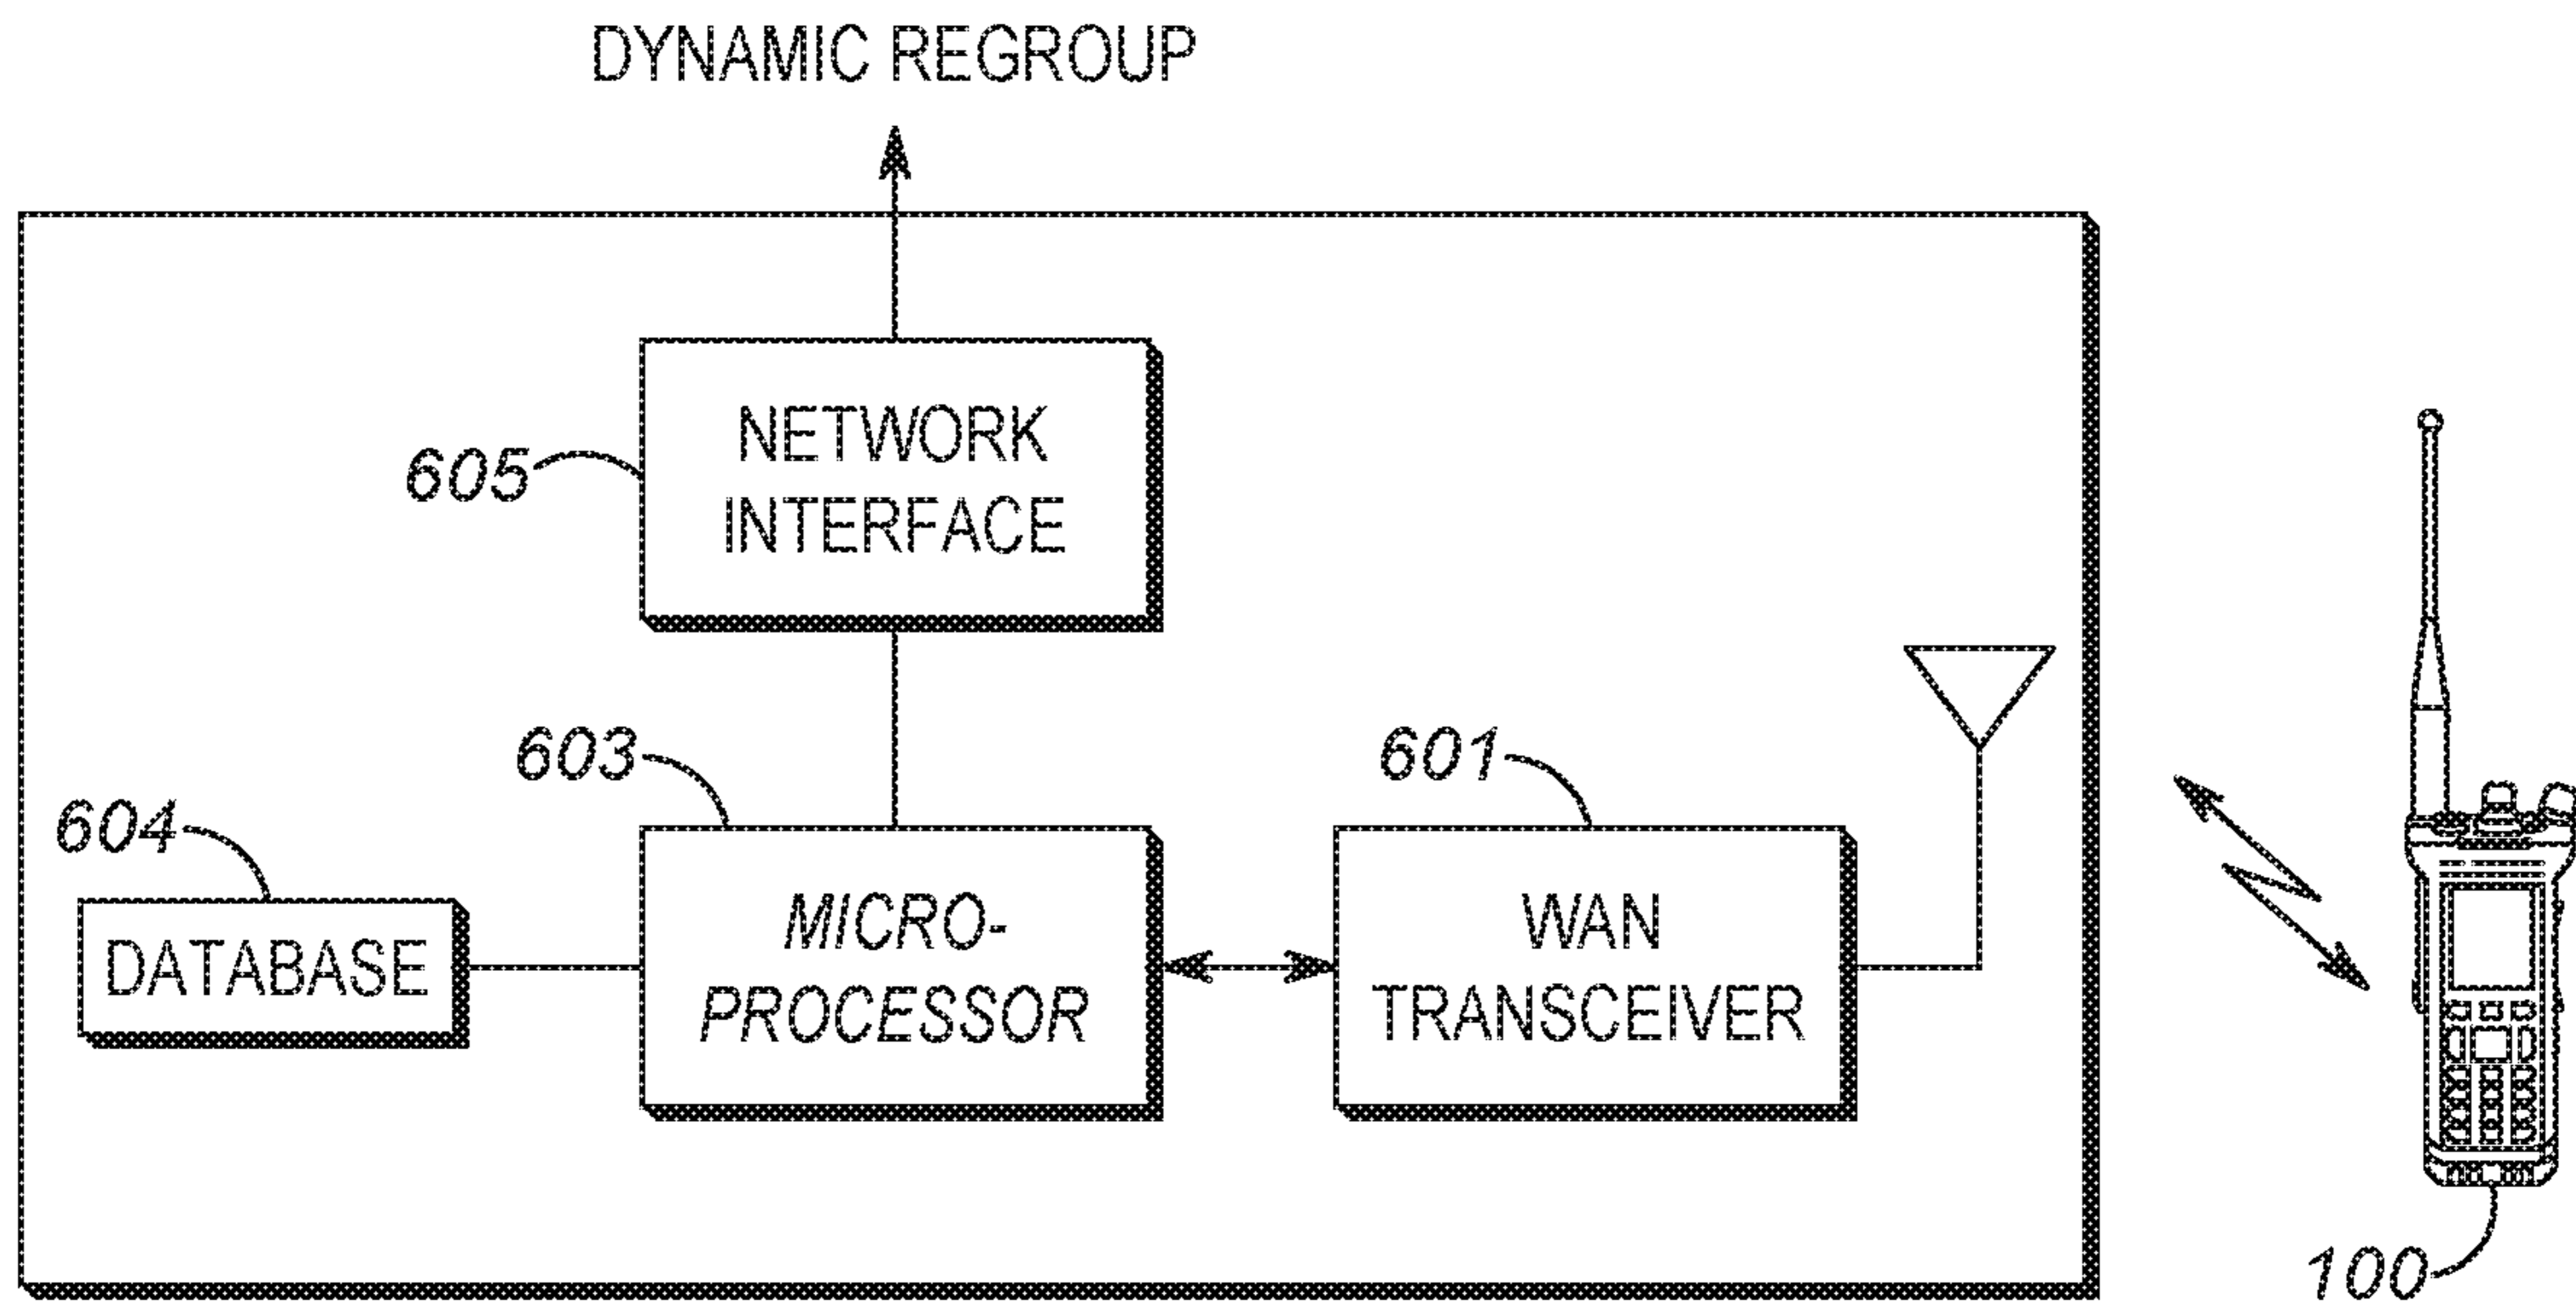 DYNAMIC REGROUP
605
NETWORK
INTERFACE
603
601
604
DATABASE
MICRO-
PROCESSOR
WAN
TRANSCEIVER
100